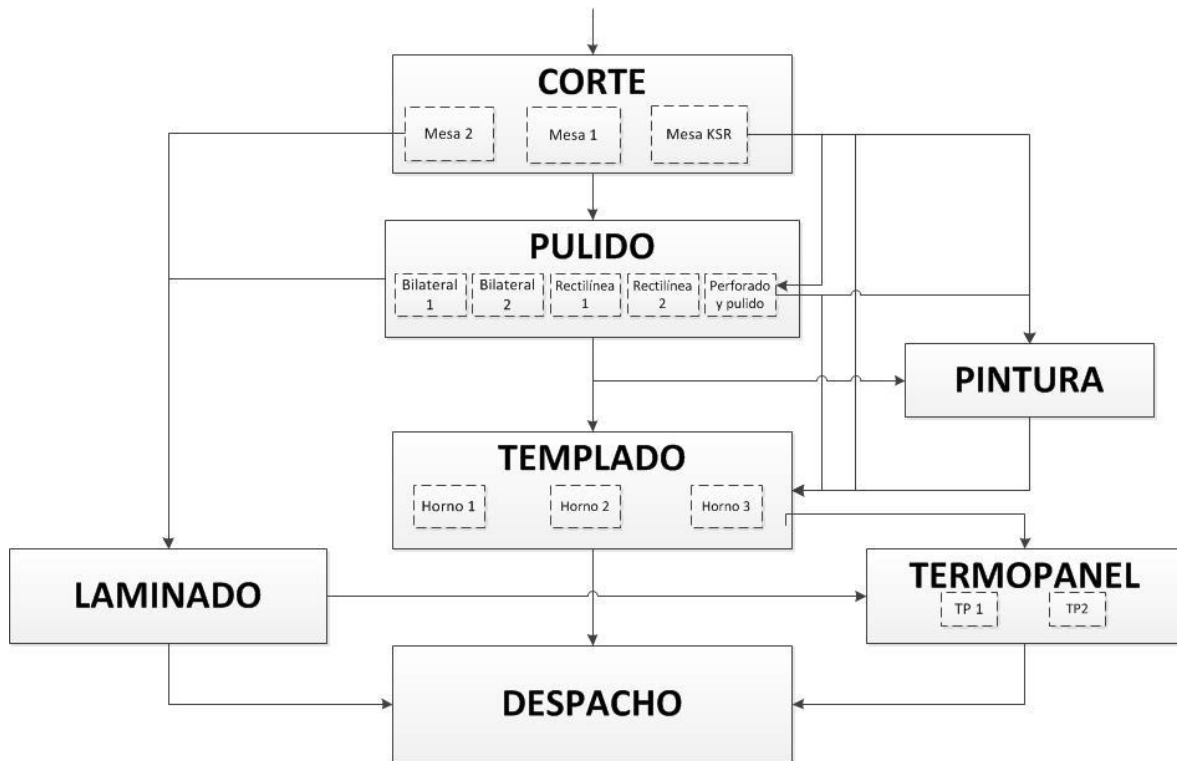 CORTE
Mesa 2
Mesa 1
Mesa KSR
PULIDO
Bilateral
1
Bilateral
2
Rectilínea
1
Rectilínea
2
Perforado
y pulido
PINTURA
TEMPLADO
Horno 1
Horno 2
Horno 3
LAMINADO
TERMOPANEL
TP 1
TP2
DESPACHO